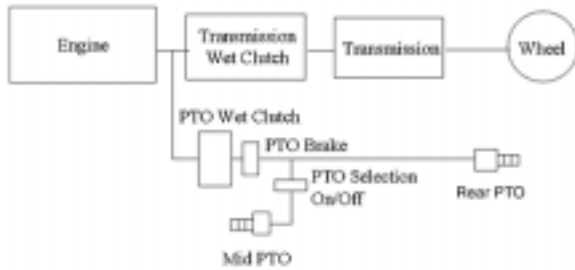 Engine
Transmission
Wet Clutch
Transmission
Wheel
PTO Wet Clutch
PTO Brake
PTO Selection
On/Off
Rear PTO
Mid PTO